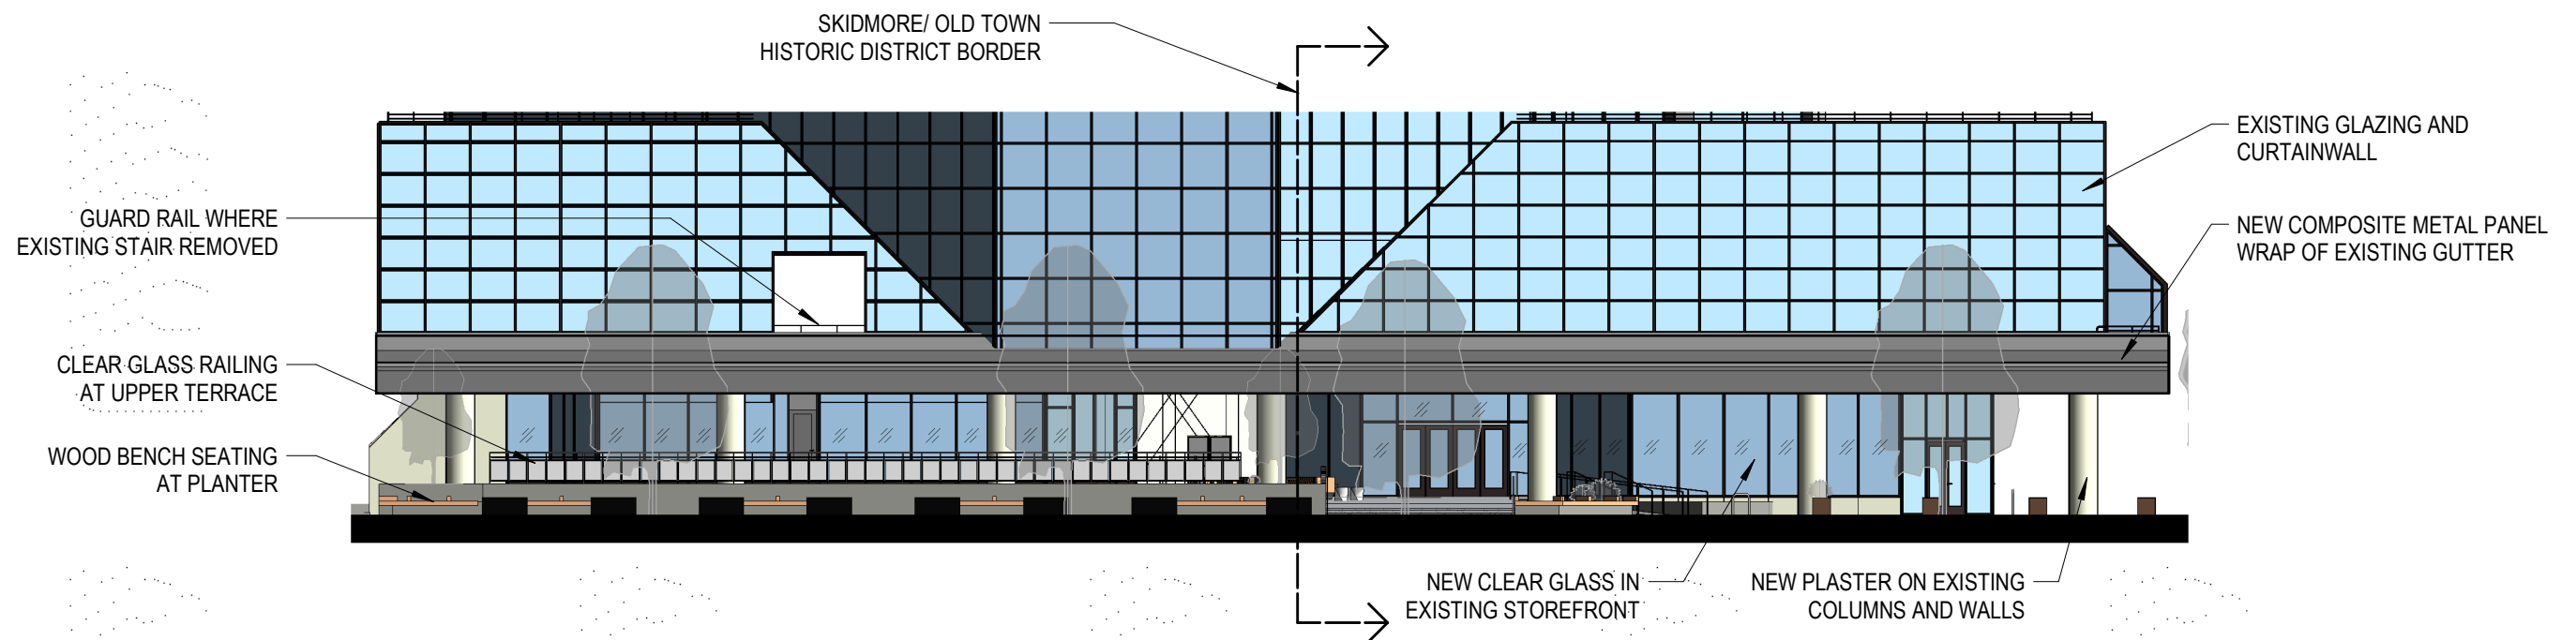 SKIDMORE/ OLD TOWN
HISTORIC DISTRICT BORDER
EXISTING GLAZING AND
CURTAINWALL
GUARD RAIL WHERE
EXISTING STAIR REMOVED
NEW COMPOSITE METAL PANEL
WRAP OF EXISTING GUTTER
CLEAR GLASS RAILING
AT UPPER TERRACE
WOOD BENCH SEATING
AT PLANTER
NEW CLEAR GLASS IN
EXISTING STOREFRONT
NEW PLASTER ON EXISTING
COLUMNS AND WALLS